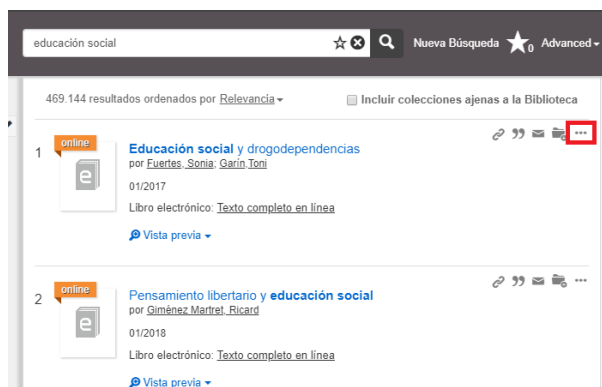 educación social
Nueva Búsqueda 0 Advanced
469.144 resultados ordenados por Relevancia
Incluir colecciones ajenas a la Biblioteca
1
online
e
Educación social y drogodependencias
por Fuertes, Sonia; Garín,Toni
01/2017
Libro electrónico: Texto completo en línea
Vista previa
2
online
e
Pensamiento libertario y educación social
por Giménez Martret, Ricard
01/2018
Libro electrónico: Texto completo en línea
Vista previa